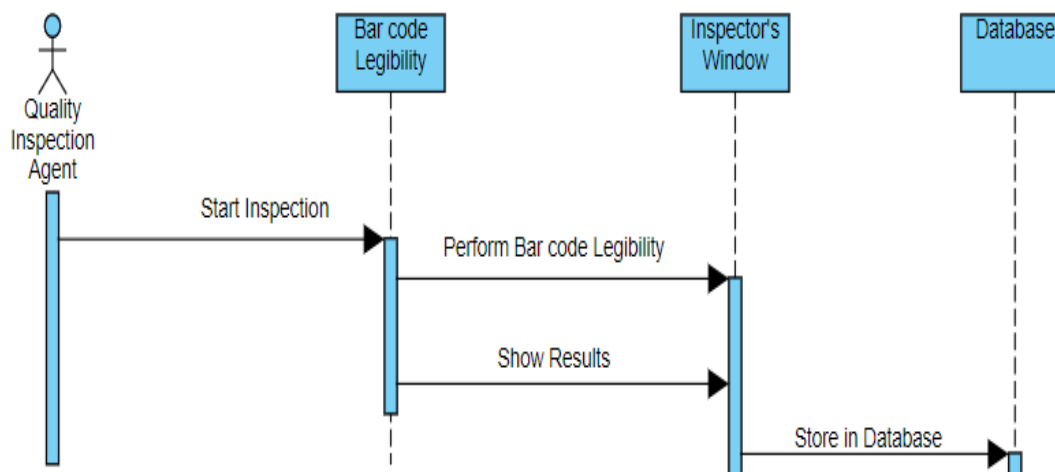 Bar code
Legibility
Inspector's
Window
Database
Quality
Inspection
Agent
Start Inspection
Perform Bar code Legibility
Show Results
Store in Database